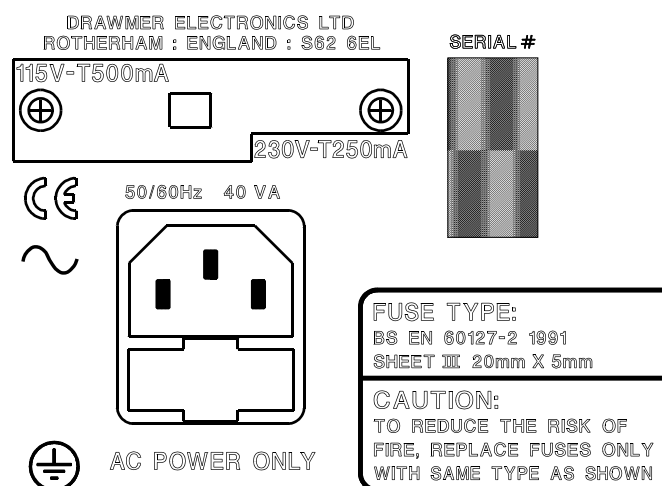 DRAWMER ELECTRONICS LTD
ROTHERHAM : ENGLAND : S62 6EL
SERIAL #
115V-T500mA
230V-T250mA
CE
50/60Hz 40 VA
FUSE TYPE:
BS EN 60127-2 1991
SHEET III 20mm X 5mm
CAUTION:
TO REDUCE THE RISK OF
FIRE, REPLACE FUSES ONLY
WITH SAME TYPE AS SHOWN
AC POWER ONLY